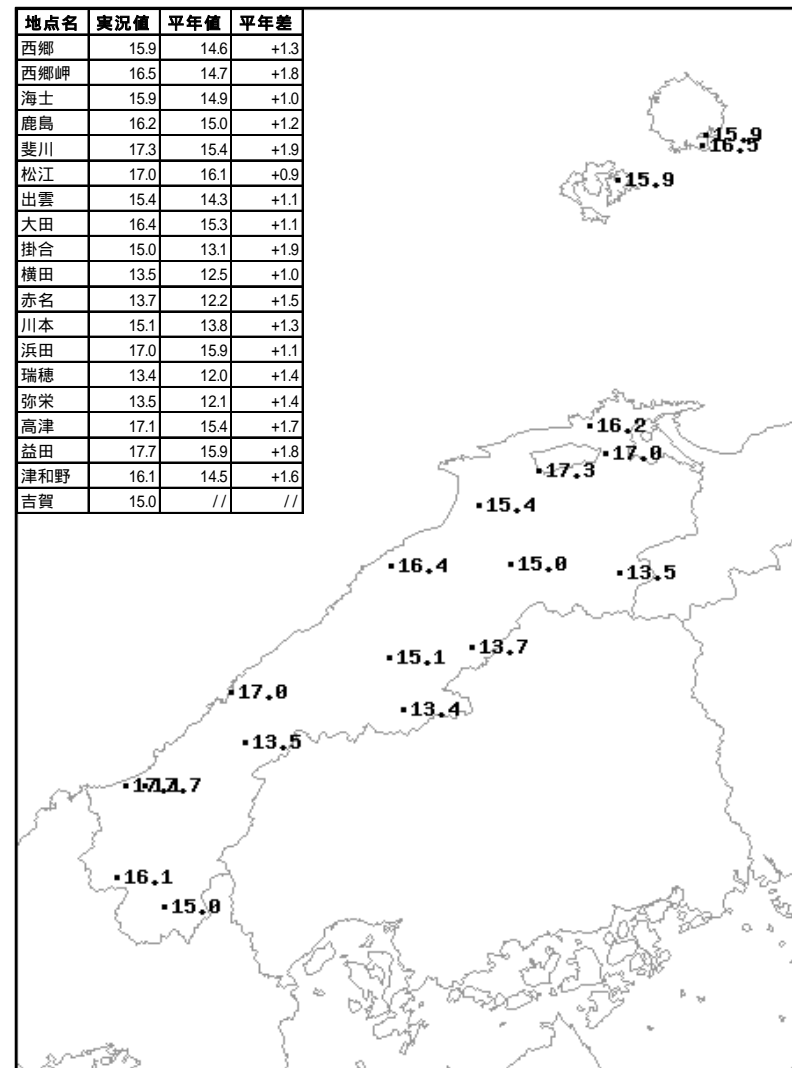 地点名 実況値 平年値 平年差
西郷 15.9 14.6 +1.3
西郷岬 16.5 14.7 +1.8
海士 15.9 14.9 +1.0
鹿島 16.2 15.0 +1.2
斐川 17.3 15.4 +1.9
松江 17.0 16.1 +0.9
出雲 15.4 14.3 +1.1
大田 16.4 15.3 +1.1
掛合 15.0 13.1 +1.9
横田 13.5 12.5 +1.0
赤名 13.7 12.2 +1.5
川本 15.1 13.8 +1.3
浜田 17.0 15.9 +1.1
瑞穂 13.4 12.0 +1.4
弥栄 13.5 12.1 +1.4
高津 17.1 15.4 +1.7
益田 17.7 15.9 +1.8
津和野 16.1 14.5 +1.6
吉賀 15.0 // //
15.9
16.5
15.9
16.2
17.0
17.3
15.4
16.4
15.0
13.5
13.7
15.1
17.0
13.4
13.5
17.1
17.7
16.1
15.0